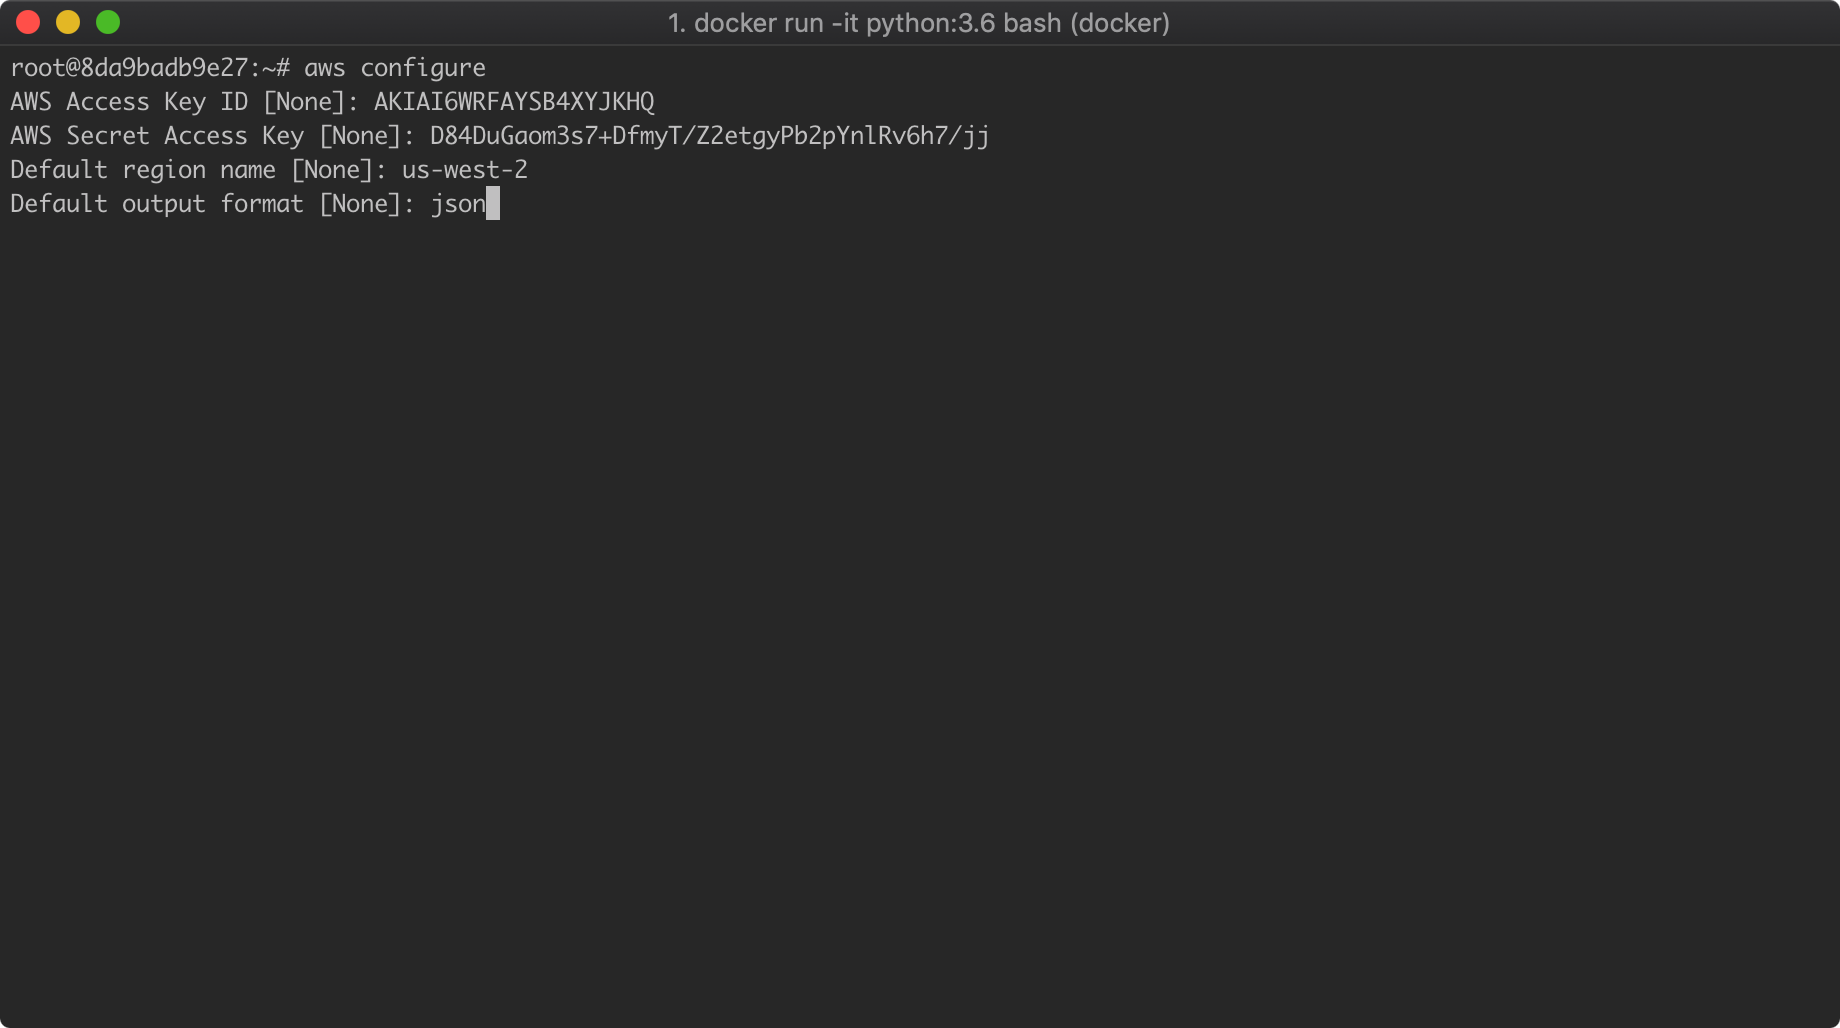 1. docker run -it python:3.6 bash (docker)
root@8da9badb9e27:~# aws configure
AWS Access Key ID [None]: AKIAI6WRFAYSB4XYJKHQ
AWS Secret Access Key [None]: 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
Default region name [None]: us-west-2
Default output format [None]: json